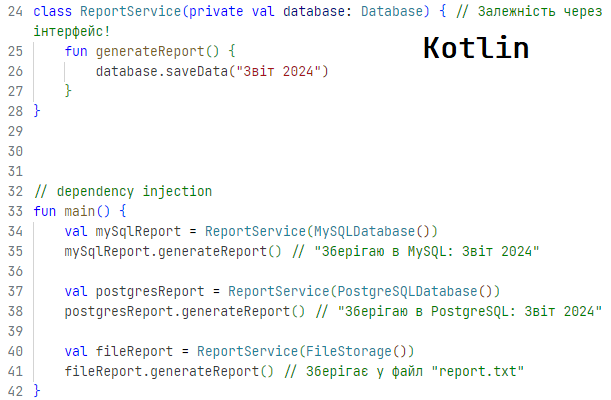 24 class ReportService(private val database: Database) { // Залежність через
інтерфейс!
25 fun generateReport() {
26 database.saveData("Звіт 2024")
27 }
28 }
29
30
31
32 // dependency injection
33 fun main() {
34 val mySqlReport = ReportService(MySQLDatabase())
35 mySqlReport.generateReport() // "Зберігаю в MySQL: Звіт 2024"
36
37 val postgresReport = ReportService(PostgreSQLDatabase())
38 postgresReport.generateReport() // "Зберігаю в PostgreSQL: Звіт 2024"
39
40 val fileReport = ReportService(FileStorage())
41 fileReport.generateReport() // Зберігає у файл "report.txt"
42 }
Kotlin